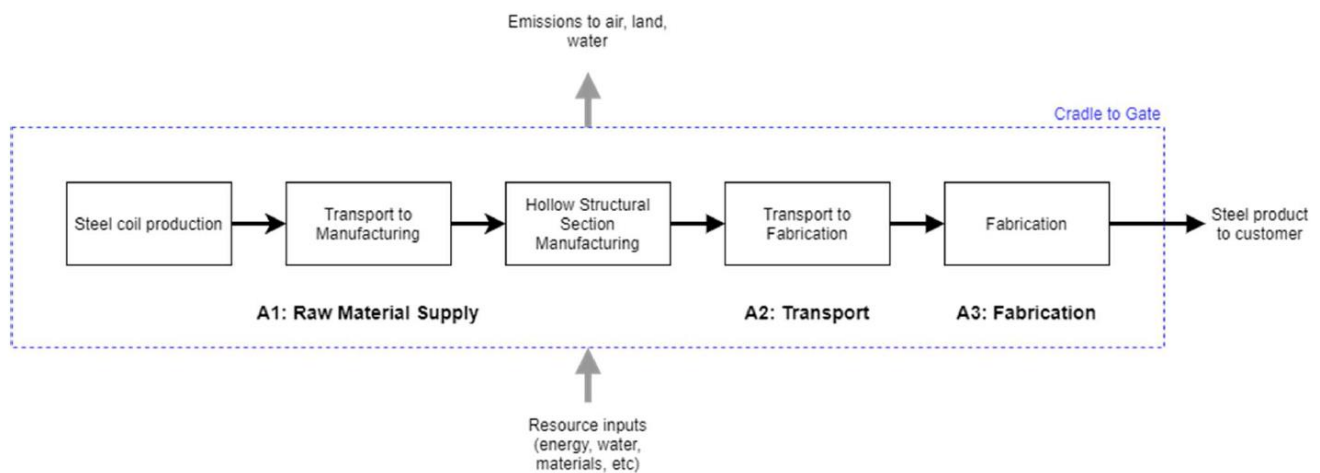 Emissions to air, land,
water
Cradle to Gate
Steel coil production
Transport to
Manufacturing
Hollow Structural
Section
Manufacturing
Transport to
Fabrication
Fabrication
Steel product
to customer
A1: Raw Material Supply
A2: Transport
A3: Fabrication
Resource inputs
(energy, water,
materials, etc)